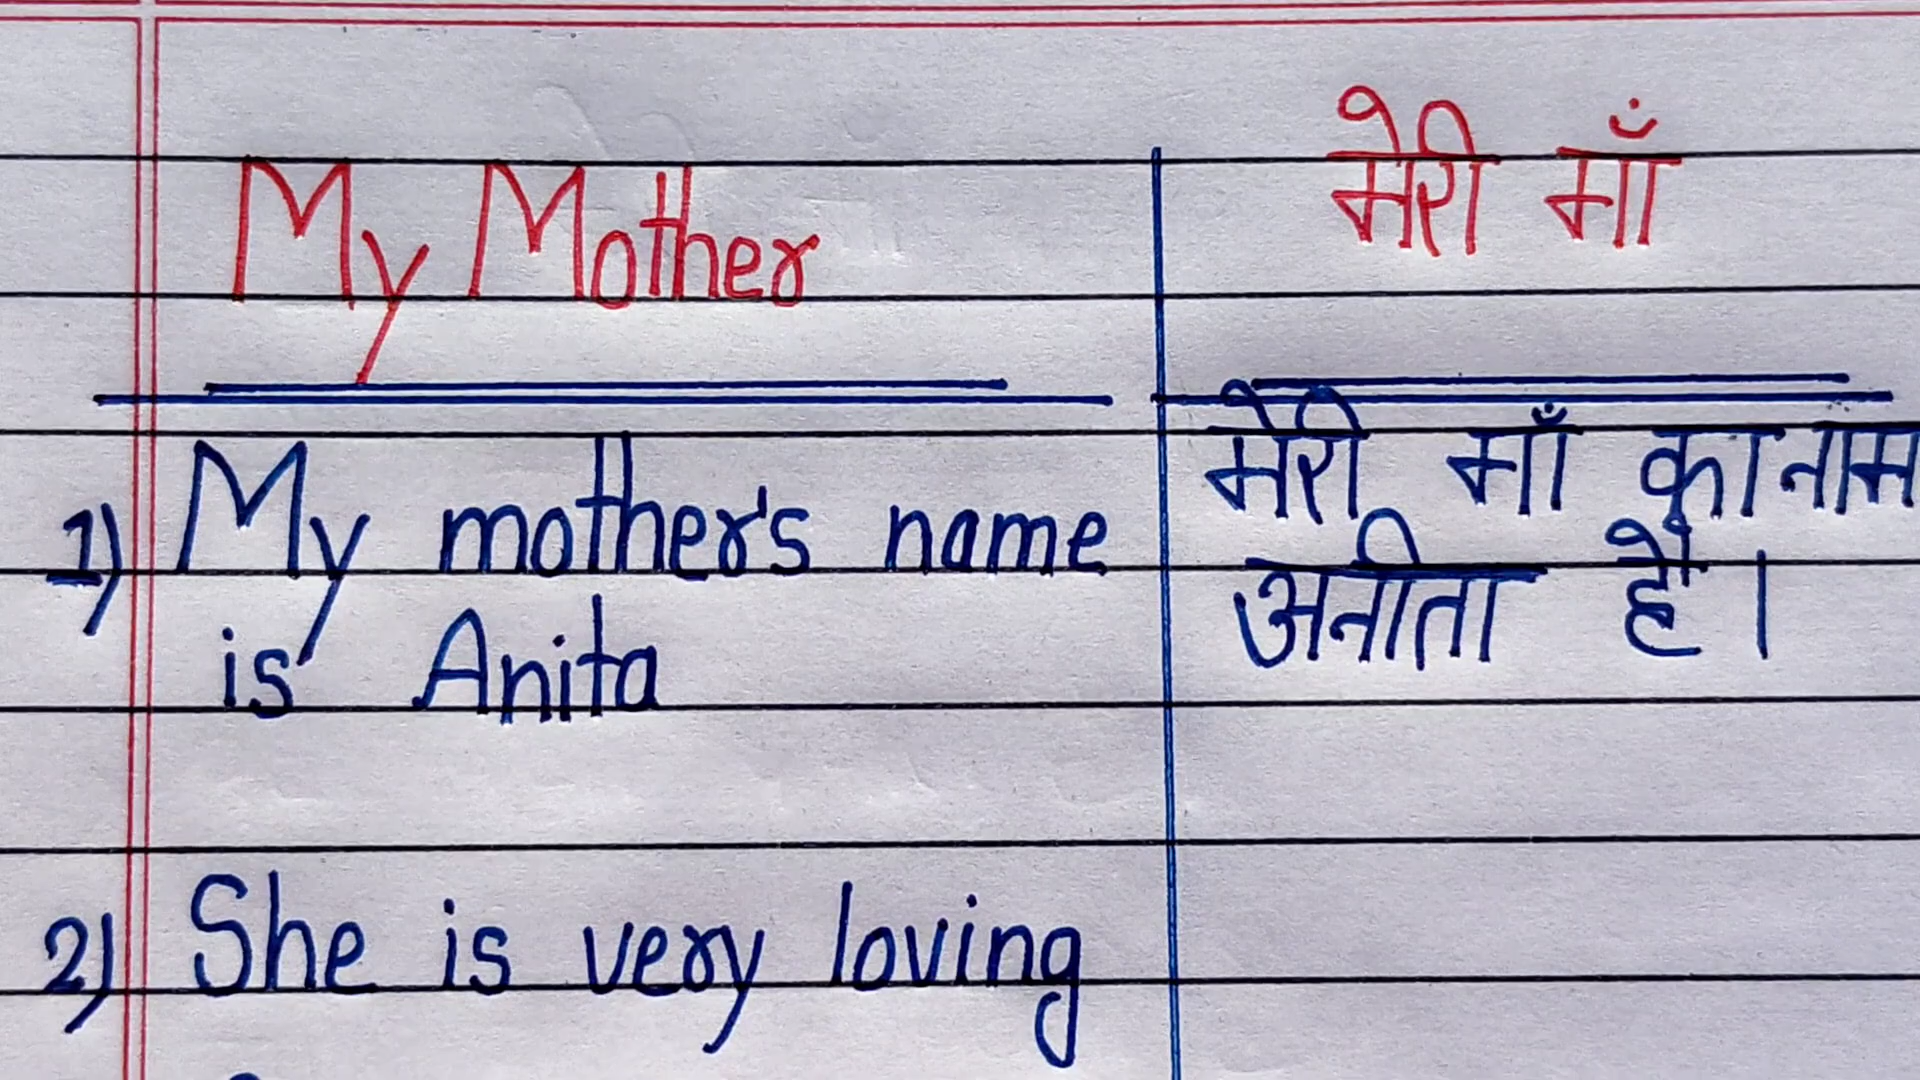 My Mother
मेरी माँ
1) My mother's name
is Anita
मेरी माँ का नाम
अनीता है।
2) She is very loving